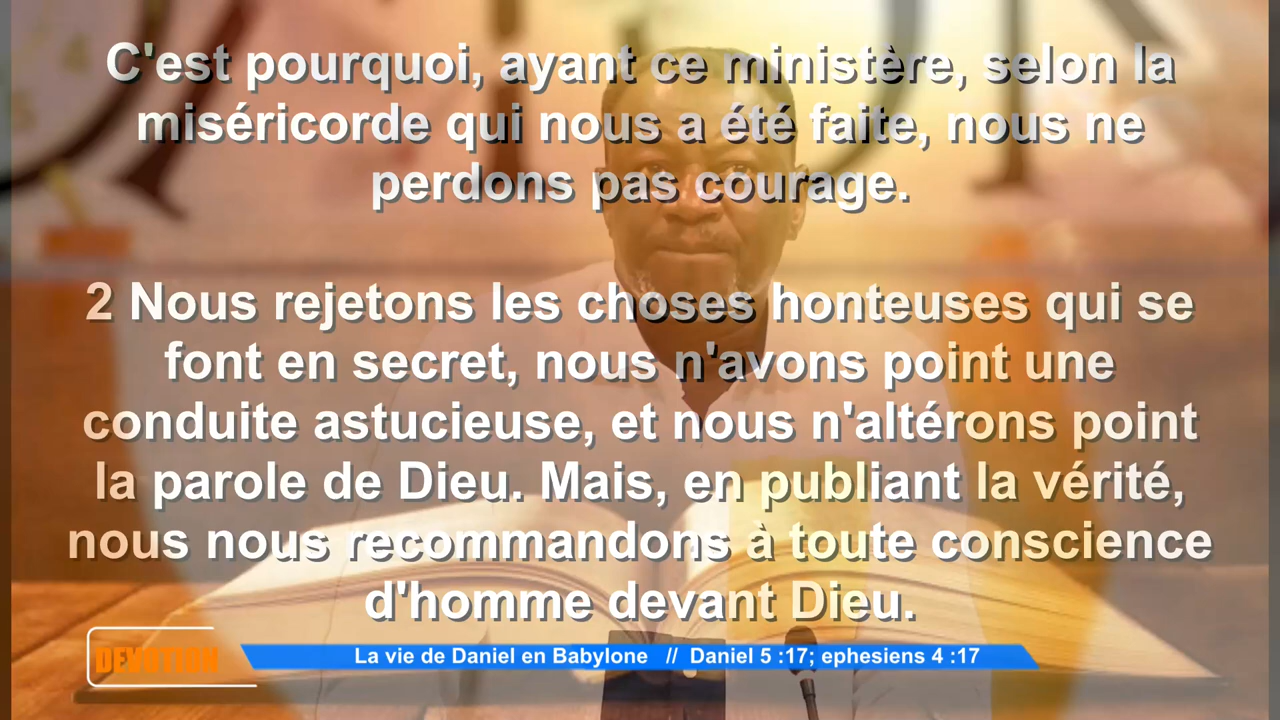 C'est pourquoi, ayant ce ministère, selon la
miséricorde qui nous a été faite, nous ne
perdons pas courage.
2 Nous rejetons les choses honteuses qui se
font en secret, nous n'avons point une
conduite astucieuse, et nous n'altérons point
la parole de Dieu. Mais, en publiant la vérité,
nous nous recommandons à toute conscience
d'homme devant Dieu.
DEVOTION
La vie de Daniel en Babylone // Daniel 5 :17; ephesiens 4 :17